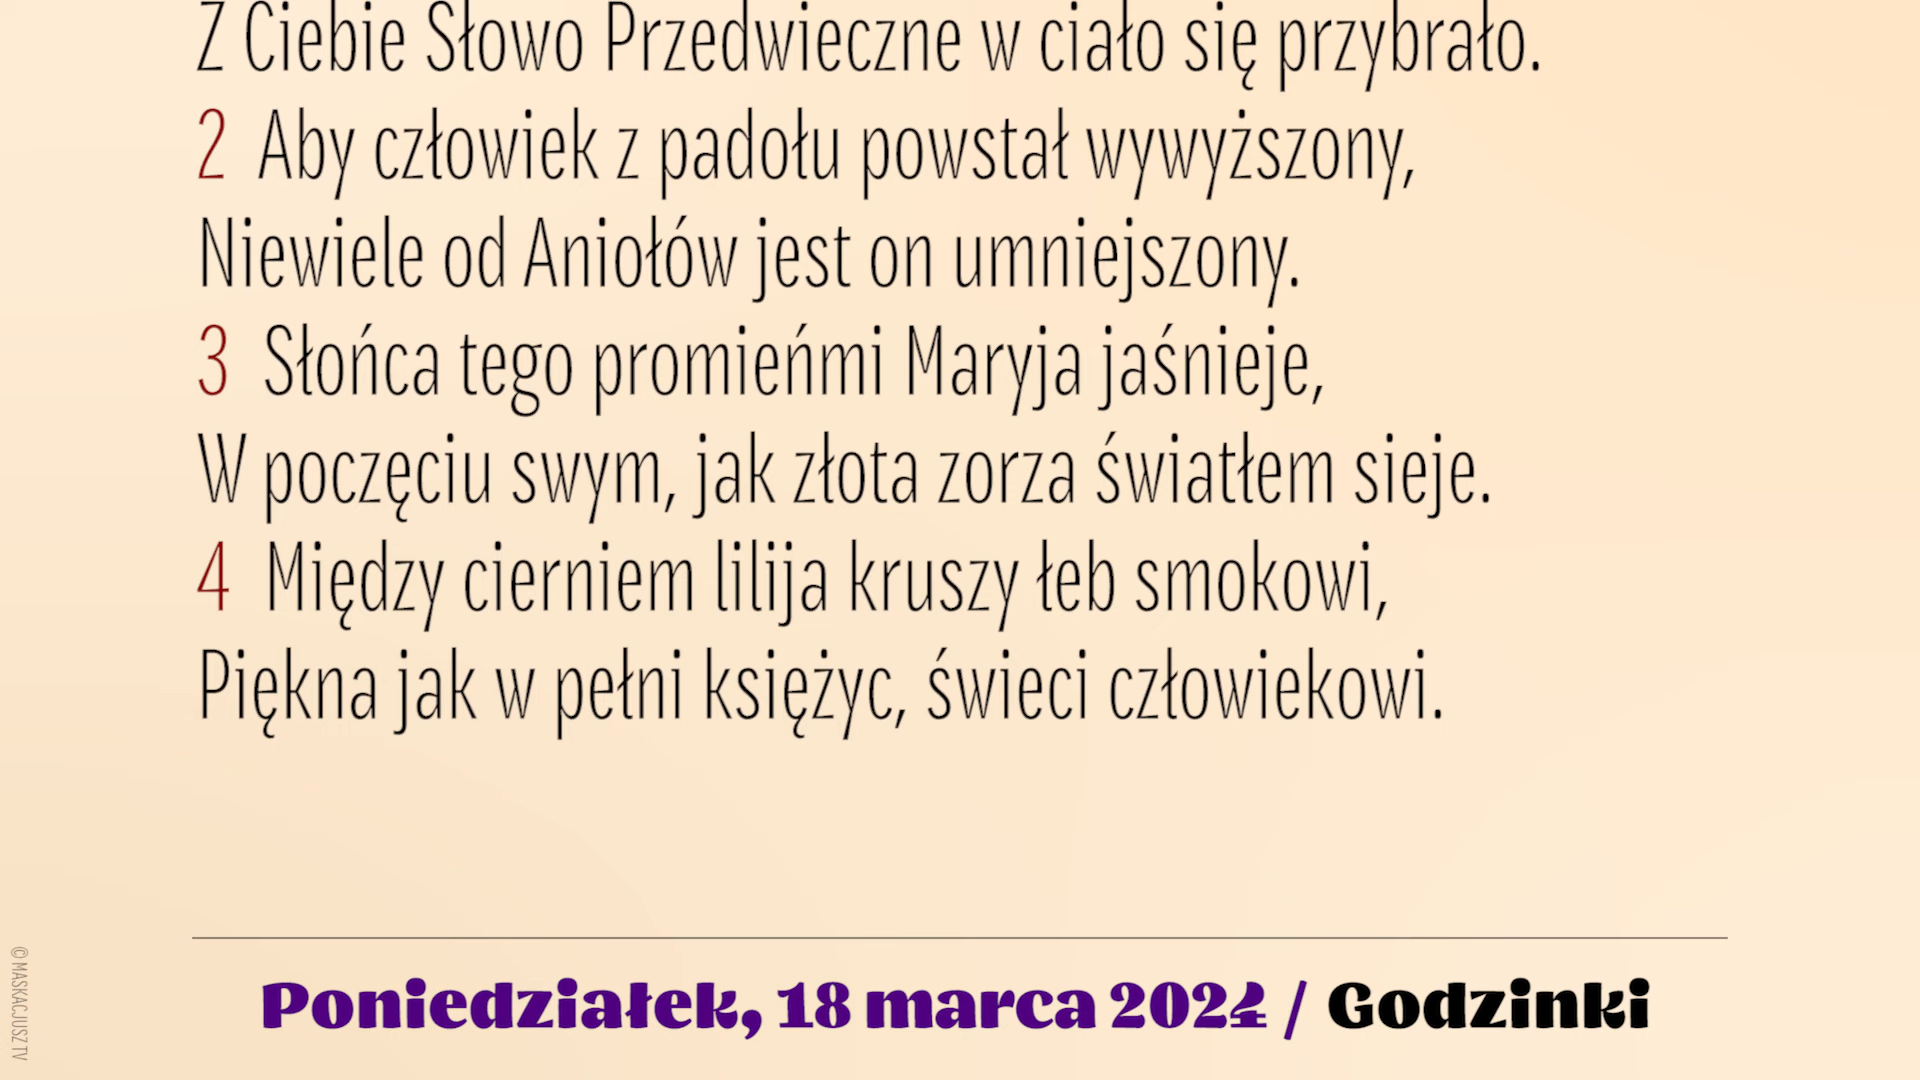 Z Ciebie Słowo Przedwieczne w ciało się przybrało.
2 Aby człowiek z padołu powstał wywyższony,
Niewiele od Aniołów jest on umniejszony.
3 Słońca tego promieńmi Maryja jaśnieje,
W poczęciu swym, jak złota zorza światłem sieje.
4 Między cierniem lilija kruszy łeb smokowi,
Piękna jak w pełni księżyc, świeci człowiekowi.
Poniedziałek, 18 marca 2024 / Godzinki
© MASKACJUSZ TV